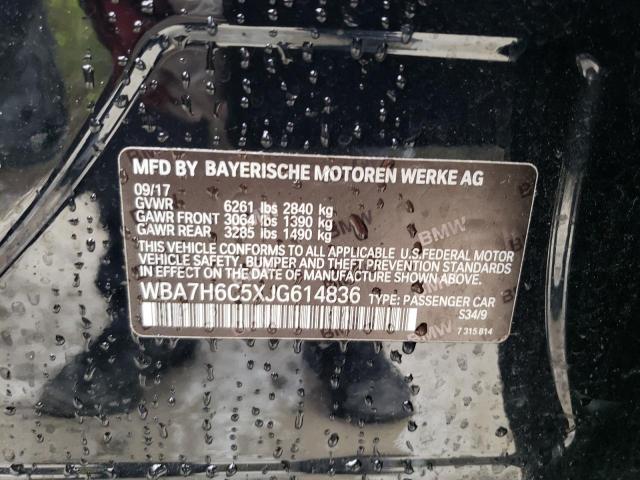 MFD BY BAYERISCHE MOTOREN WERKE AG
09/17
GVWR 6261 lbs 2840 kg
GAWR FRONT 3064 lbs 1390 kg
GAWR REAR 3285 lbs 1490 kg
THIS VEHICLE CONFORMS TO ALL APPLICABLE U.S.FEDERAL MOTOR
VEHICLE SAFETY, BUMPER AND THEFT PREVENTION STANDARDS
IN EFFECT ON THE DATE OF MANUFACTURE SHOWN ABOVE.
WBA7H6C5XJG614836 TYPE: PASSENGER CAR
S34/9
7 315 814
BMW
BMW
BMW